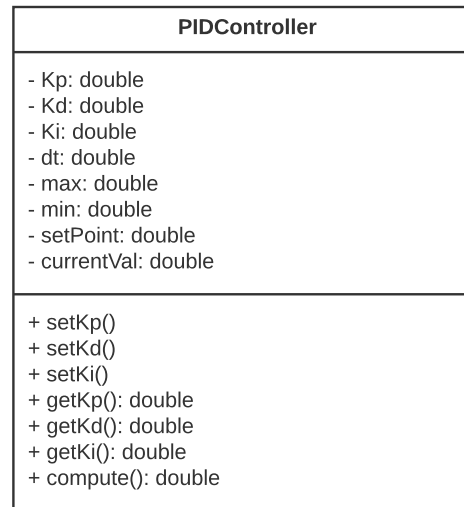 PIDController
- Kp: double
- Kd: double
- Ki: double
- dt: double
- max: double
- min: double
- setPoint: double
- currentVal: double
+ setKp()
+ setKd()
+ setKi()
+ getKp(): double
+ getKd(): double
+ getKi(): double
+ compute(): double